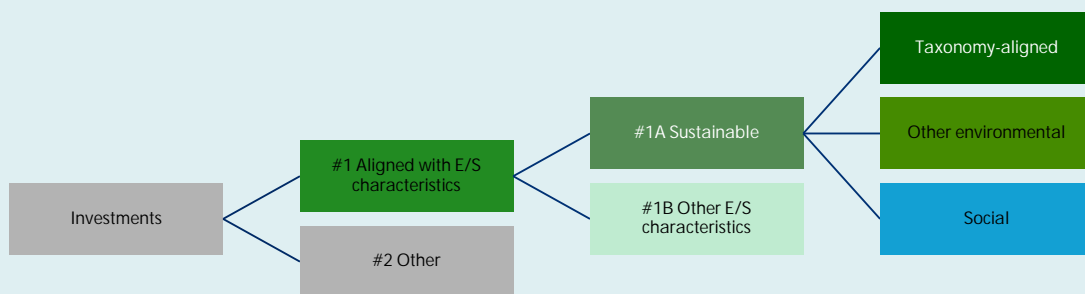 Investments
#1 Aligned with E/S
characteristics
#2 Other
#1A Sustainable
#1B Other E/S
characteristics
Taxonomy-aligned
Other environmental
Social